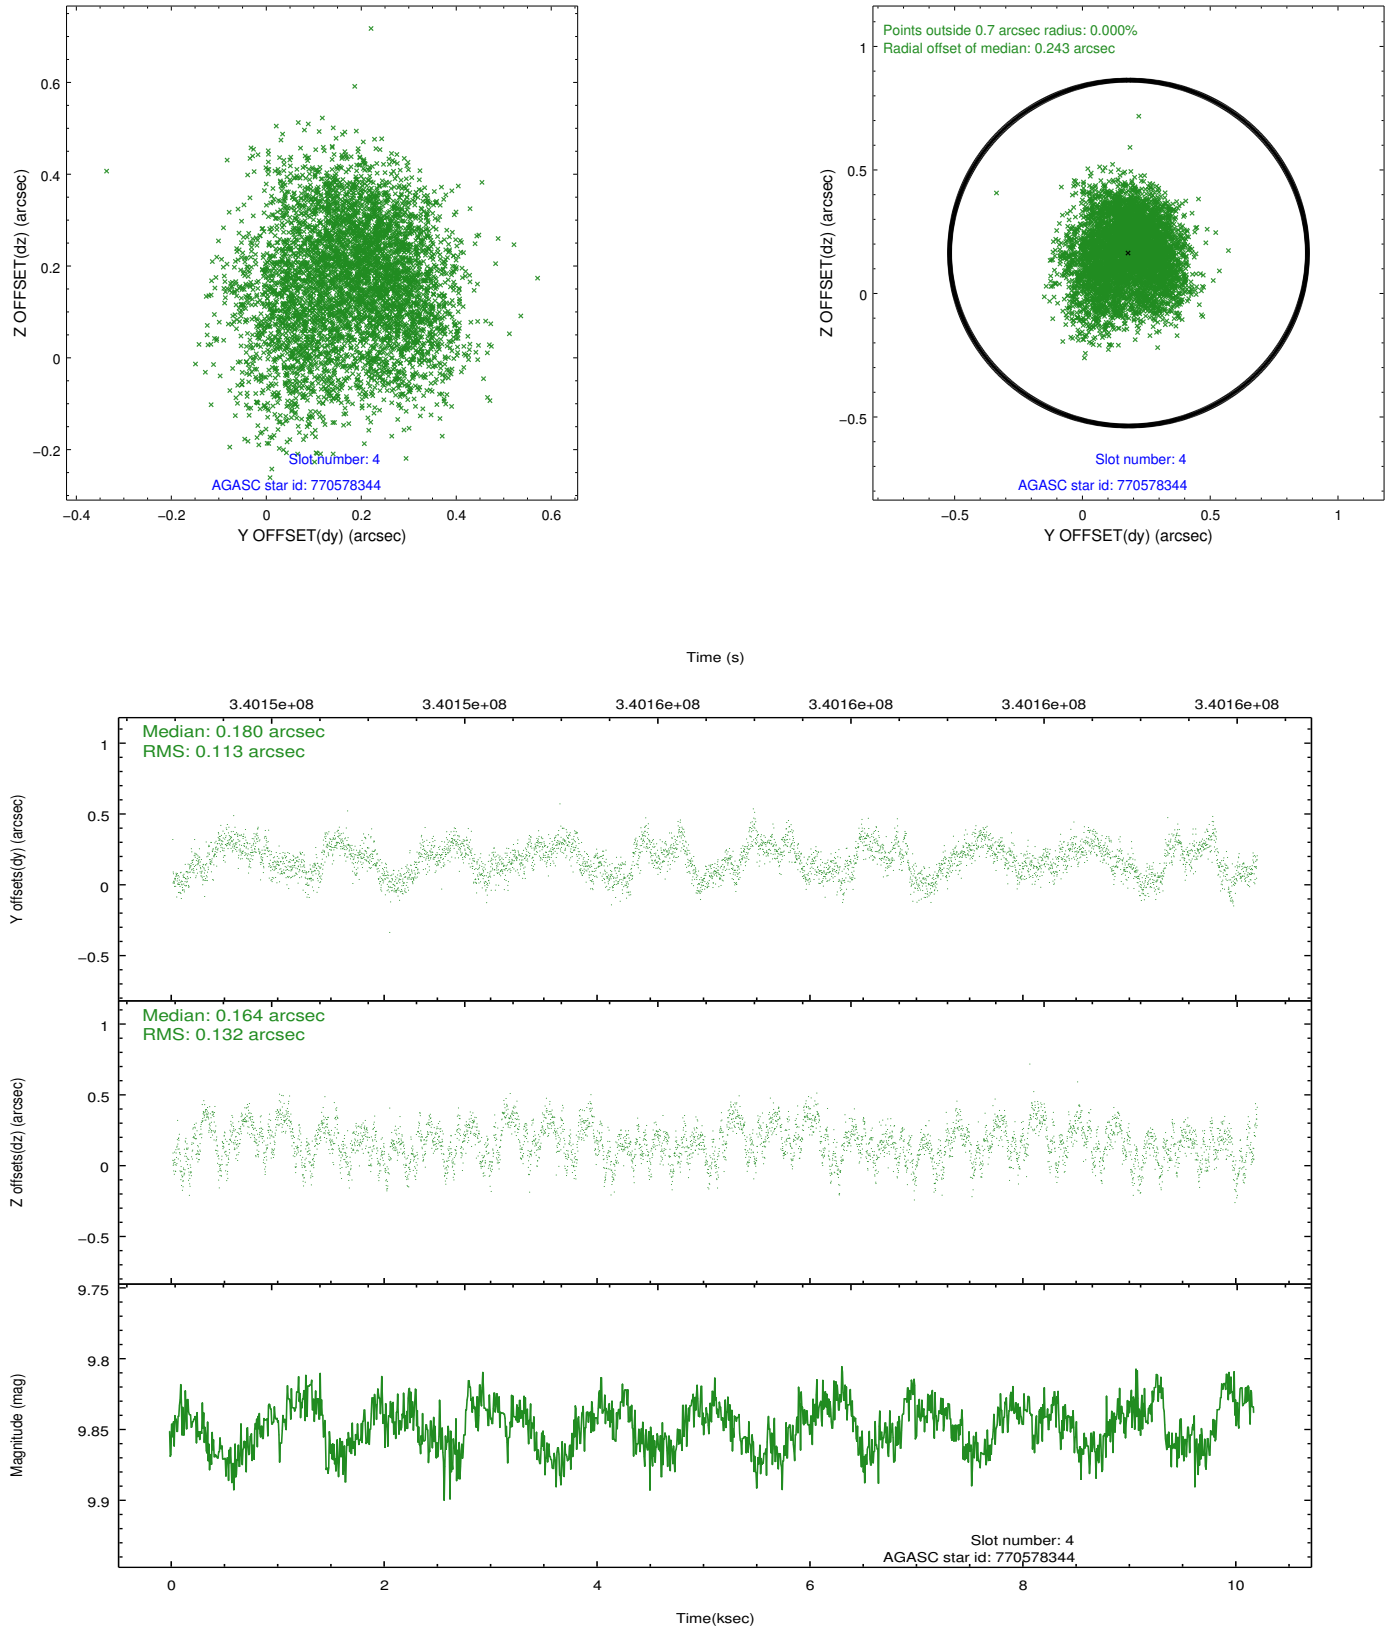 0.6
0.4
0.2
0
−0.2
Z OFFSET(dz) (arcsec)
Slot number: 4
AGASC star id: 770578344
−0.4
−0.2
0
0.2
0.4
0.6
Y OFFSET(dy) (arcsec)
Points outside 0.7 arcsec radius: 0.000%
Radial offset of median: 0.243 arcsec
1
0.5
0
−0.5
Z OFFSET(dz) (arcsec)
Slot number: 4
AGASC star id: 770578344
−0.5
0
0.5
1
Y OFFSET(dy) (arcsec)
Time (s)
3.4015e+08
3.4015e+08
3.4016e+08
3.4016e+08
3.4016e+08
3.4016e+08
Median: 0.180 arcsec
RMS: 0.113 arcsec
1
0.5
0
−0.5
Y offsets(dy) (arcsec)
Median: 0.164 arcsec
RMS: 0.132 arcsec
1
0.5
0
−0.5
Z offsets(dz) (arcsec)
9.75
9.8
9.85
9.9
Magnitude (mag)
Slot number: 4
AGASC star id: 770578344
0
2
4
6
8
10
Time(ksec)